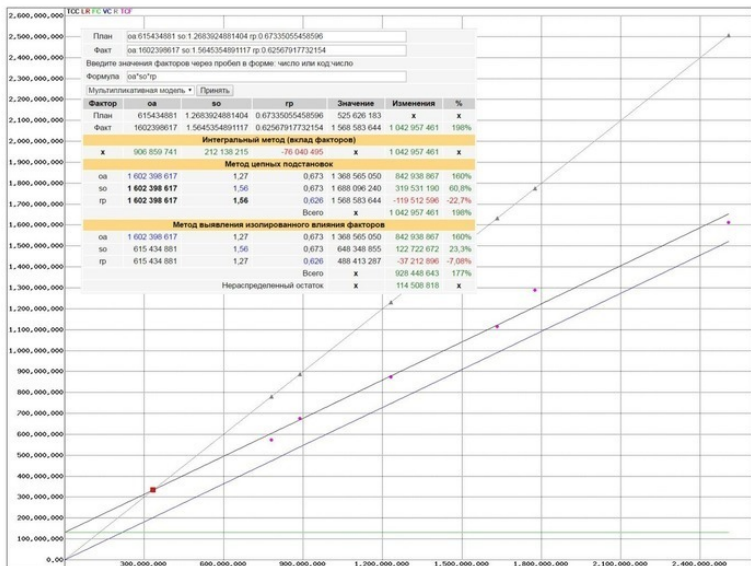 TCC LR FC VC R TCF
2.600.000.000
2.500.000.000
2.400.000.000
2.300.000.000
2.200.000.000
2.100.000.000
2.000.000.000
1.900.000.000
1.800.000.000
1.700.000.000
1.600.000.000
1.500.000.000
1.400.000.000
1.300.000.000
1.200.000.000
1.100.000.000
1.000.000.000
900.000.000
800.000.000
700.000.000
600.000.000
500.000.000
400.000.000
300.000.000
200.000.000
100.000.000
0,00
План oa:615434881 so:1.2683924881404 rp:0.67335055458596
Факт oa:1602398617 so:1.5645354891117 rp:0.62567917732154
Введите значения факторов через пробел в форме: число или код:число
Формула oa*so*rp
Мультипликативная модель Принять
Фактор oa so rp Значение Изменения %
План 615434881 1.2683924881404 0.67335055458596 525 626 183 x x
Факт 1602398617 1.5645354891117 0.62567917732154 1 568 583 644 1 042 957 461 198%
Интегральный метод (вклад факторов)
x 906 859 741 212 138 215 -76 040 495 x 1 042 957 461 x
Метод цепных подстановок
oa 1 602 398 617 1,27 0,673 1 368 565 050 842 938 867 160%
so 1 602 398 617 1,56 0,673 1 688 096 240 319 531 190 60,8%
rp 1 602 398 617 1,56 0,626 1 568 583 644 -119 512 596 -22,7%
Всего x 1 042 957 461 198%
Метод выявления изолированного влияния факторов
oa 1 602 398 617 1,27 0,673 1 368 565 050 842 938 867 160%
so 615 434 881 1,56 0,673 648 348 855 122 722 672 23,3%
rp 615 434 881 1,27 0,626 488 413 287 -37 212 896 -7,08%
Всего x 928 448 643 177%
Нераспределенный остаток x 114 508 818 x
300.000.000 600.000.000 900.000.000 1.200.000.000 1.500.000.000 1.800.000.000 2.100.000.000 2.400.000.000